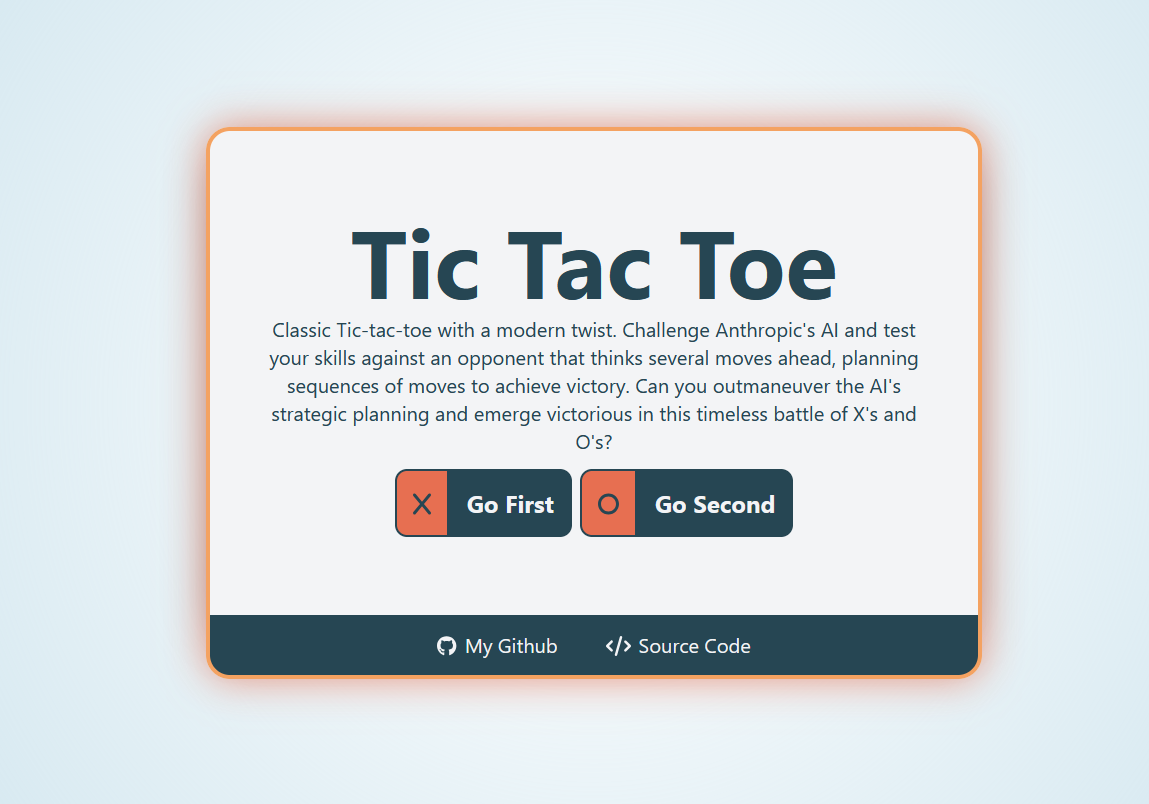 Tic Tac Toe
Classic Tic-tac-toe with a modern twist. Challenge Anthropic's AI and test
your skills against an opponent that thinks several moves ahead, planning
sequences of moves to achieve victory. Can you outmaneuver the AI's
strategic planning and emerge victorious in this timeless battle of X's and
O's?
Go First
Go Second
My Github
Source Code